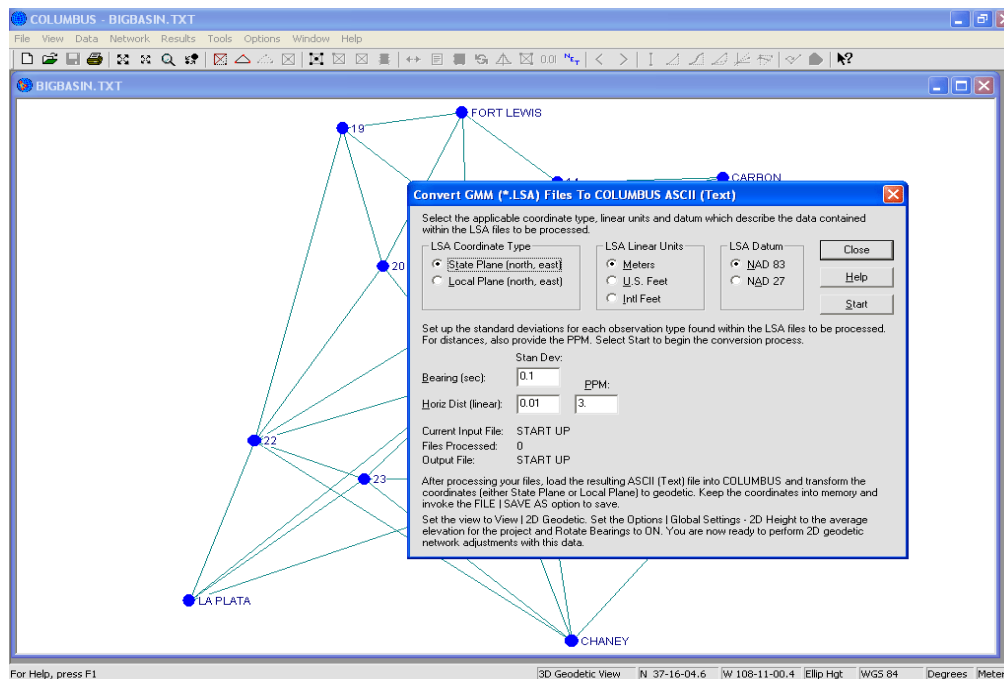 COLUMBUS - BIGBASIN.TXT
File View Data Network Results Tools Options Window Help
0.01
BIGBASIN.TXT
FORT LEWIS
19
14
CARBON
20
22
23
LA PLATA
CHANEY
Convert GMM (*.LSA) Files To COLUMBUS ASCII (Text)
Select the applicable coordinate type, linear units and datum which describe the data contained
within the LSA files to be processed.
LSA Coordinate Type
State Plane (north, east)
Local Plane (north, east)
LSA Linear Units
Meters
U.S. Feet
Intl Feet
LSA Datum
NAD 83
NAD 27
Close
Help
Start
Set up the standard deviations for each observation type found within the LSA files to be processed.
For distances, also provide the PPM. Select Start to begin the conversion process.
Stan Dev:
Bearing (sec): 0.1
PPM:
Horiz Dist (linear): 0.01 3.
Current Input File: START UP
Files Processed: 0
Output File: START UP
After processing your files, load the resulting ASCII (Text) file into COLUMBUS and transform the
coordinates (either State Plane or Local Plane) to geodetic. Keep the coordinates into memory and
invoke the FILE | SAVE AS option to save.
Set the view to View | 2D Geodetic. Set the Options | Global Settings - 2D Height to the average
elevation for the project and Rotate Bearings to ON. You are now ready to perform 2D geodetic
network adjustments with this data.
For Help, press F1
3D Geodetic View N 37-16-04.6 W 108-11-00.4 Ellip Hgt WGS 84 Degrees Meter